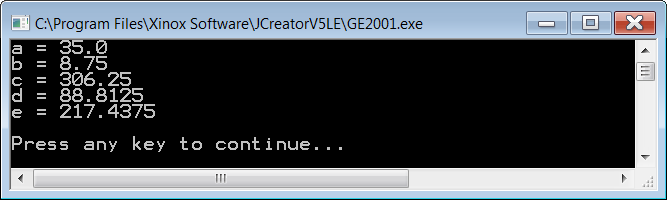 C:\Program Files\Xinox Software\JCreatorV5LE\GE2001.exe
a = 35.0
b = 8.75
c = 306.25
d = 88.8125
e = 217.4375
Press any key to continue...